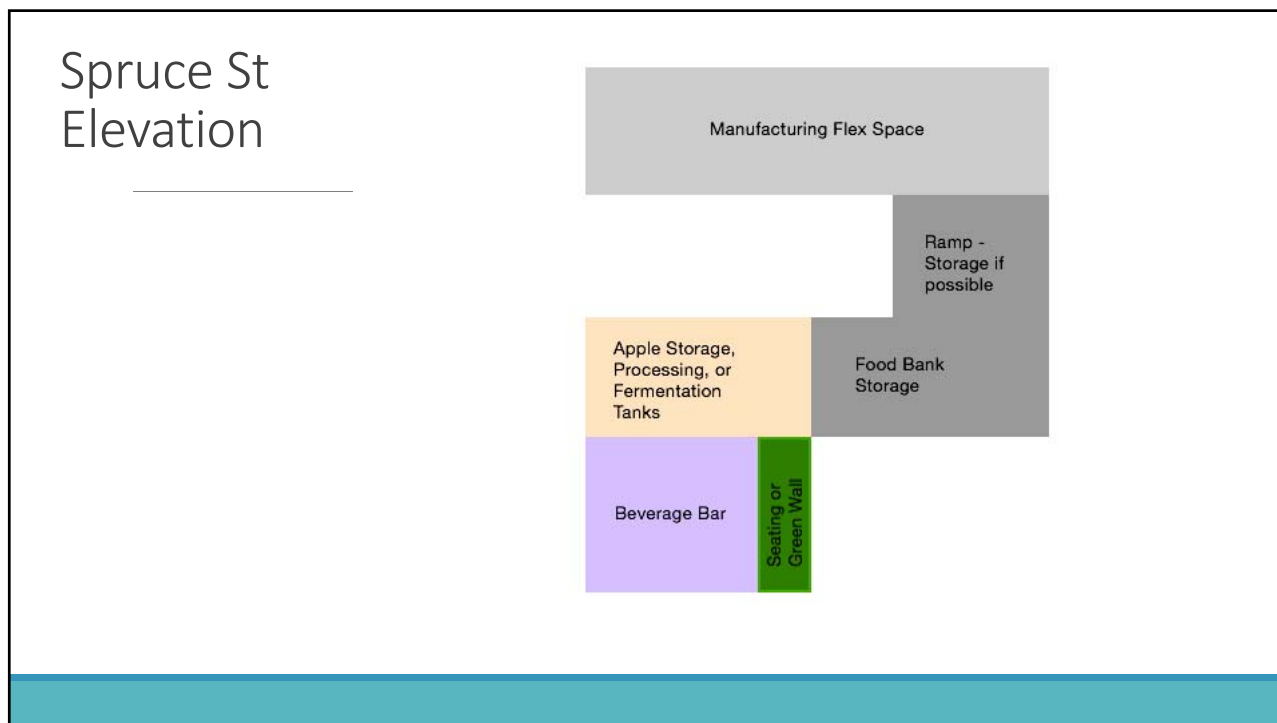 Spruce St
Elevation
Manufacturing Flex Space
Ramp -
Storage if
possible
Apple Storage,
Processing, or
Fermentation
Tanks
Food Bank
Storage
Beverage Bar
Seating or
Green Wall